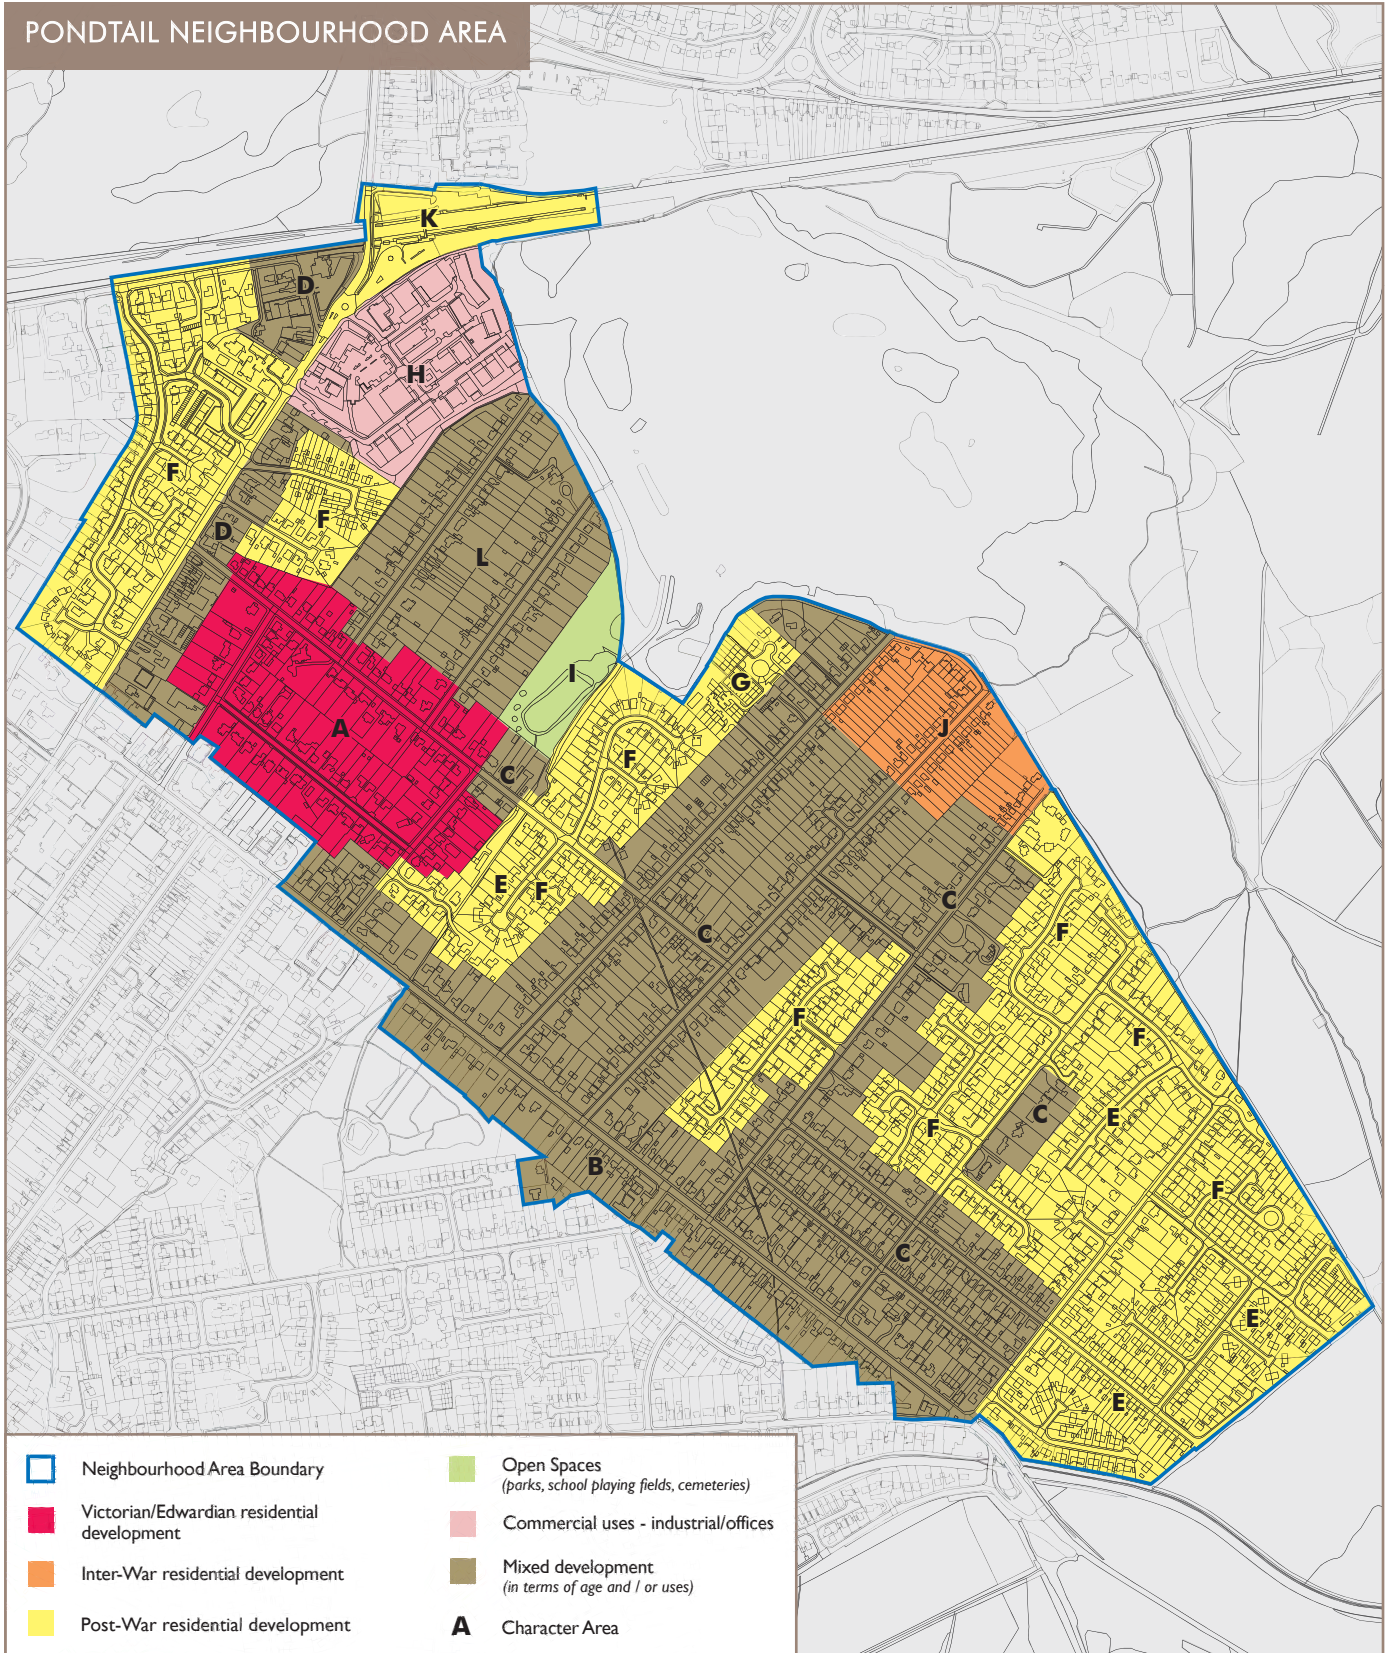 PONDTAIL NEIGHBOURHOOD AREA
K
D
H
F
F
D
L
I
G
A
J
F
C
E
F
C
C
F
F
F
C
E
F
B
F
C
E
E
Neighbourhood Area Boundary
Victorian/Edwardian residential
development
Inter-War residential development
Post-War residential development
Open Spaces
(parks, school playing fields, cemeteries)
Commercial uses - industrial/offices
Mixed development
(in terms of age and / or uses)
A
Character Area